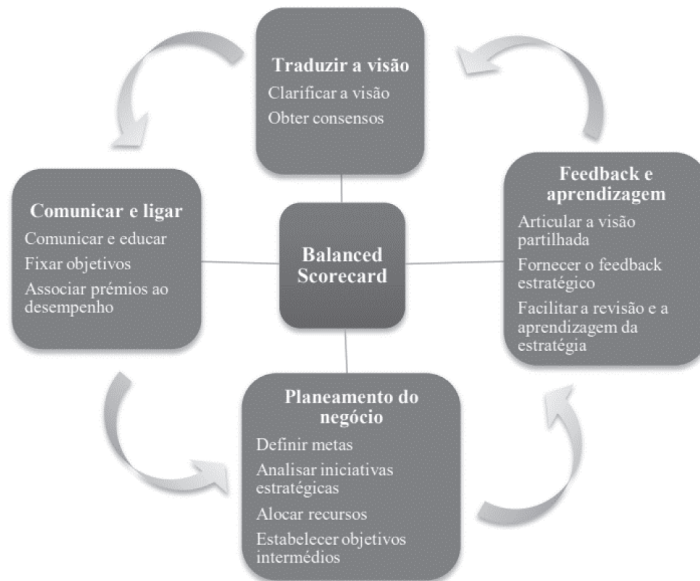 Traduzir a visão
Clarificar a visão
Obter consensos
Comunicar e ligar
Comunicar e educar
Fixar objetivos
Associar prémios ao
desempenho
Balanced
Scorecard
Feedback e
aprendizagem
Articular a visão
partilhada
Fornecer o feedback
estratégico
Facilitar a revisão e a
aprendizagem da
estratégia
Planeamento do
negócio
Definir metas
Analisar iniciativas
estratégicas
Alocar recursos
Estabelecer objetivos
intermédios